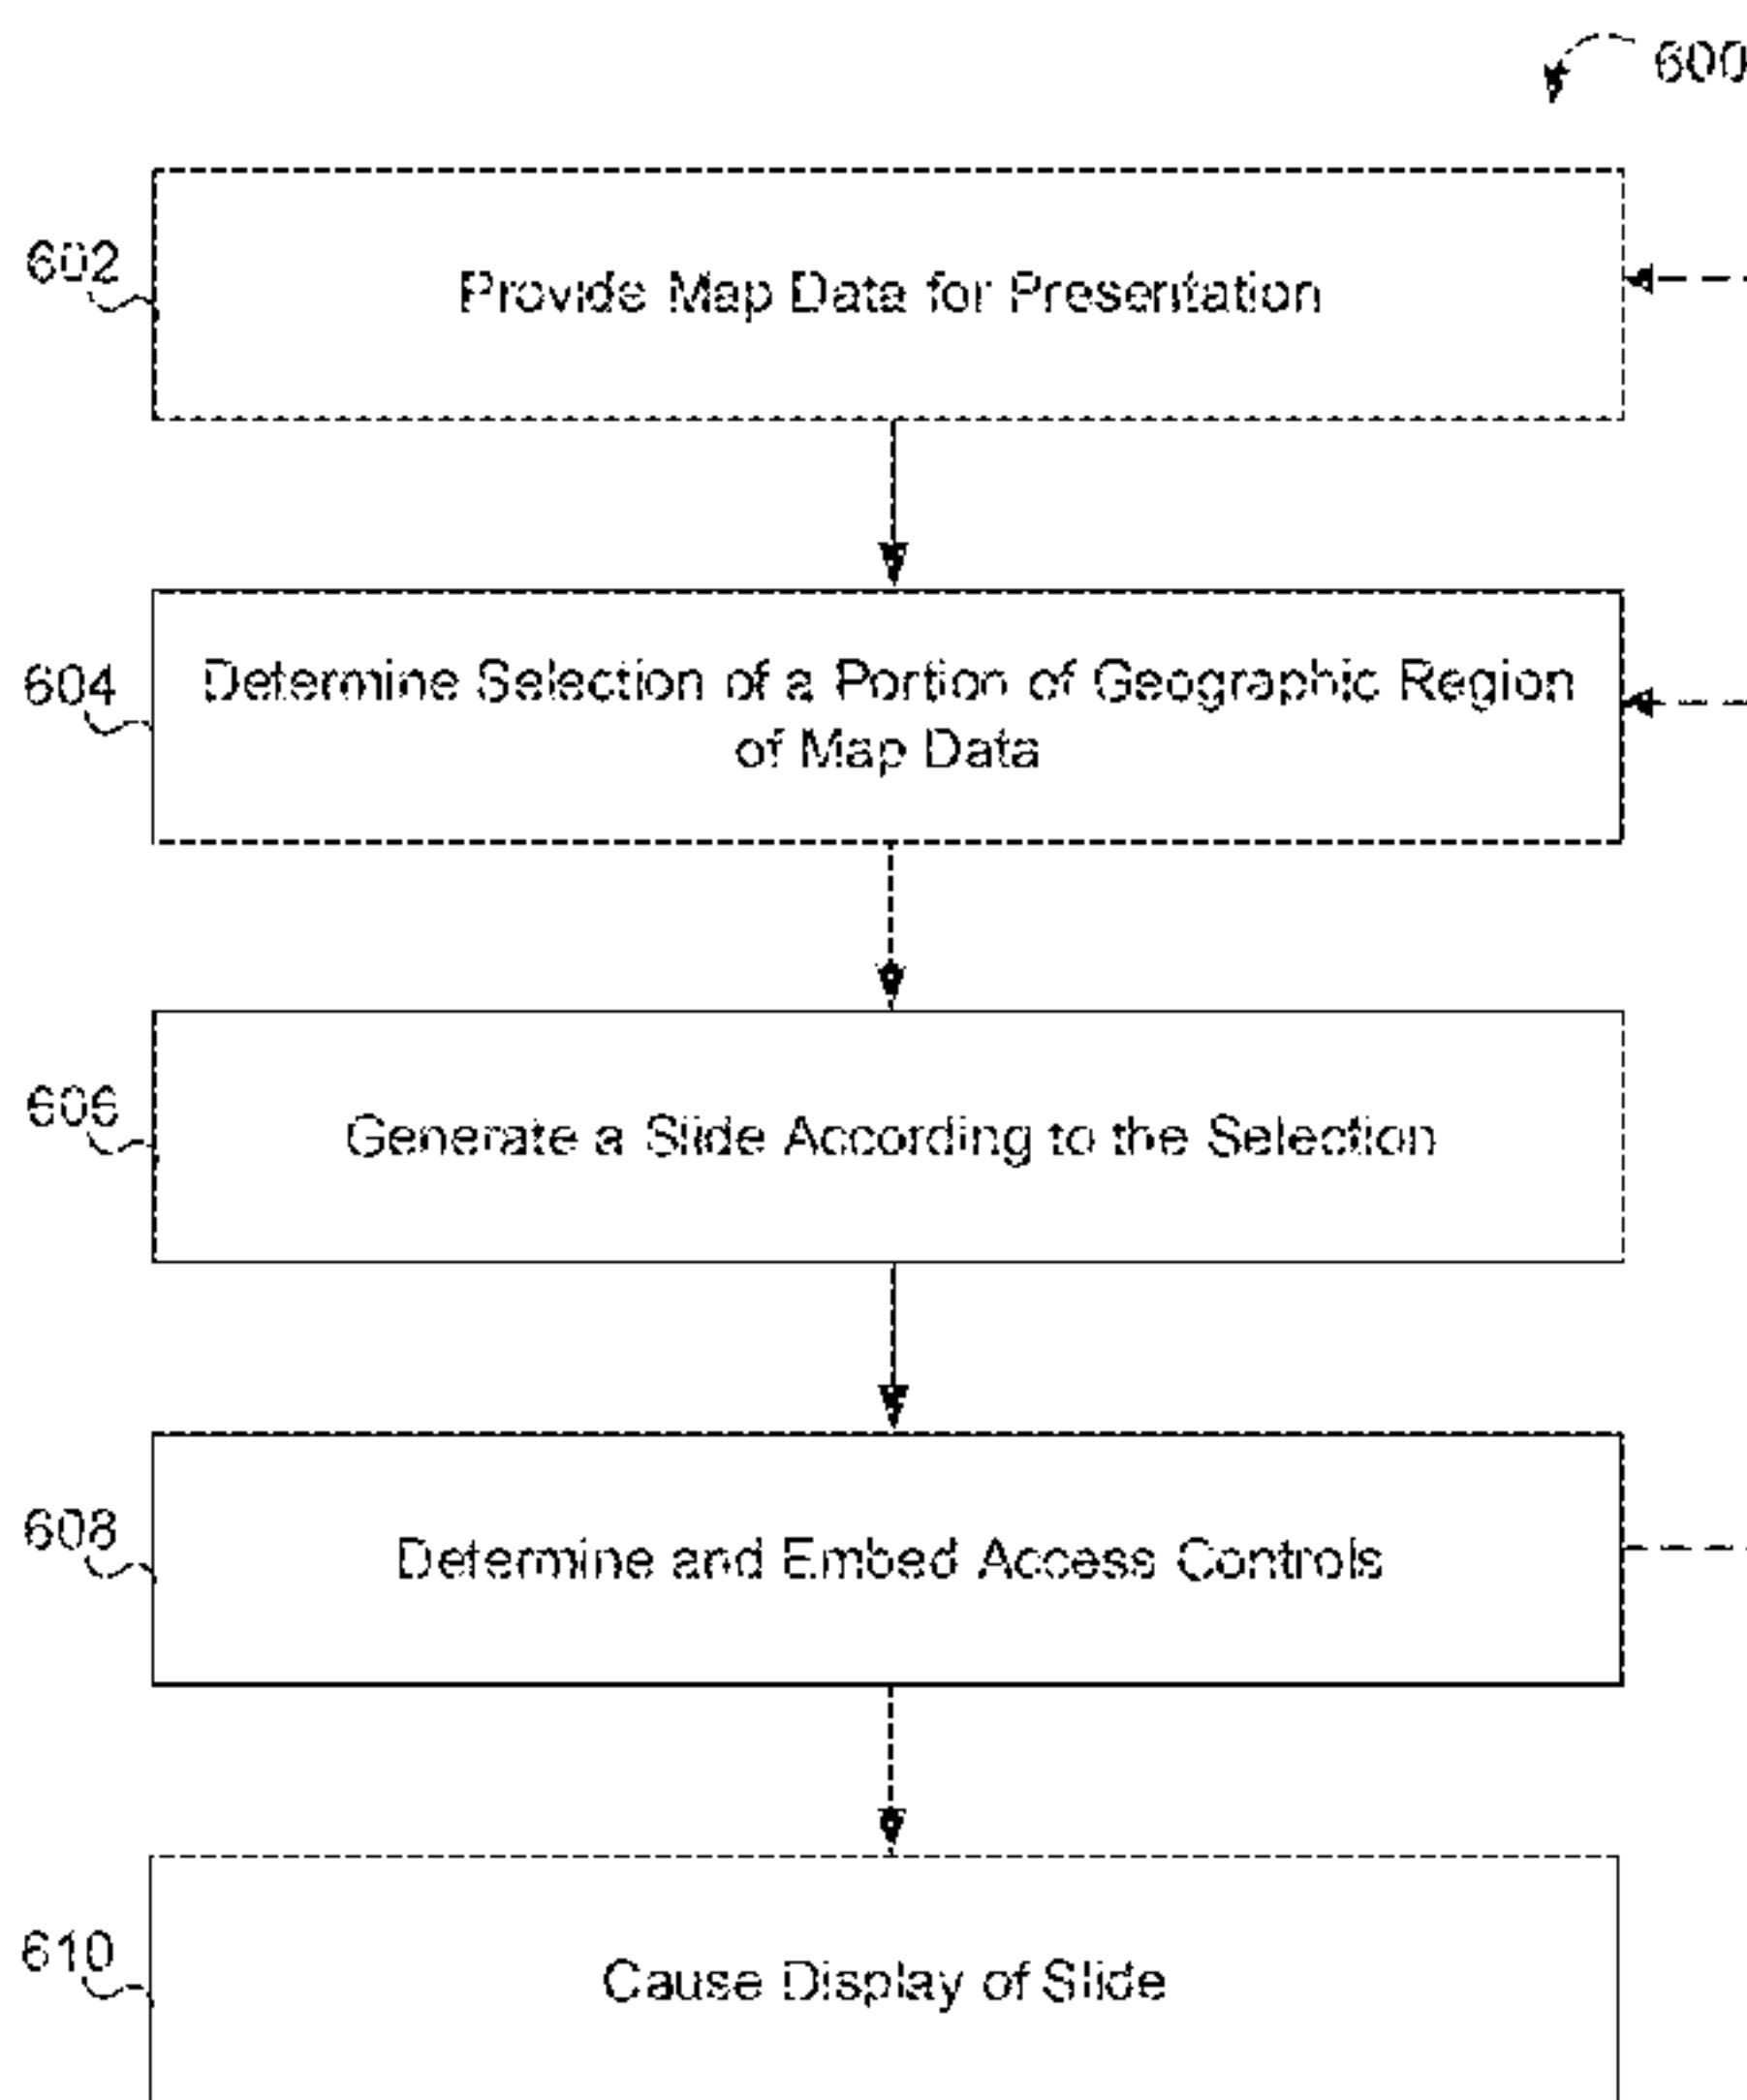 600
602
Provide Map Data for Presentation
604
Determine Selection of a Portion of Geographic Region
of Map Data
606
Generate a Slide According to the Selection
608
Determine and Embed Access Controls
610
Cause Display of Slide